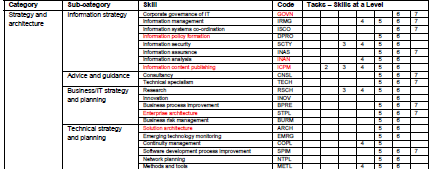 Category Sub-category Skill Code Tasks – Skills at a Level
Strategy and architecture Information strategy Corporate governance of IT GOVN 6 7
Information management IRMG 4 5 6 7
Information systems co-ordination ISCO 6 7
Information policy formation DPRO 5 6
Information security SCTY 3 4 5 6
Information assurance INAS 5 6 7
Information analysis INAN 4 5 6 7
Information content publishing ICPM 2 3 4 5 6
Advice and guidance Consultancy CNSL 5 6 7
Technical specialism TECH 5 6 7
Business/IT strategy and planning Research RSCH 3 4 5 6
Innovation INOV 6
Business process improvement BPRE 5 6 7
Enterprise architecture STPL 5 6 7
Business risk management BURM 5 6
Technical strategy and planning Solution architecture ARCH 5 6
Emerging technology monitoring EMRG 5 6
Continuity management COPL 4 5
Software development process improvement SPIM 5 6 7
Network planning NTPL 5 6
Methods and tools METL 4 5 6